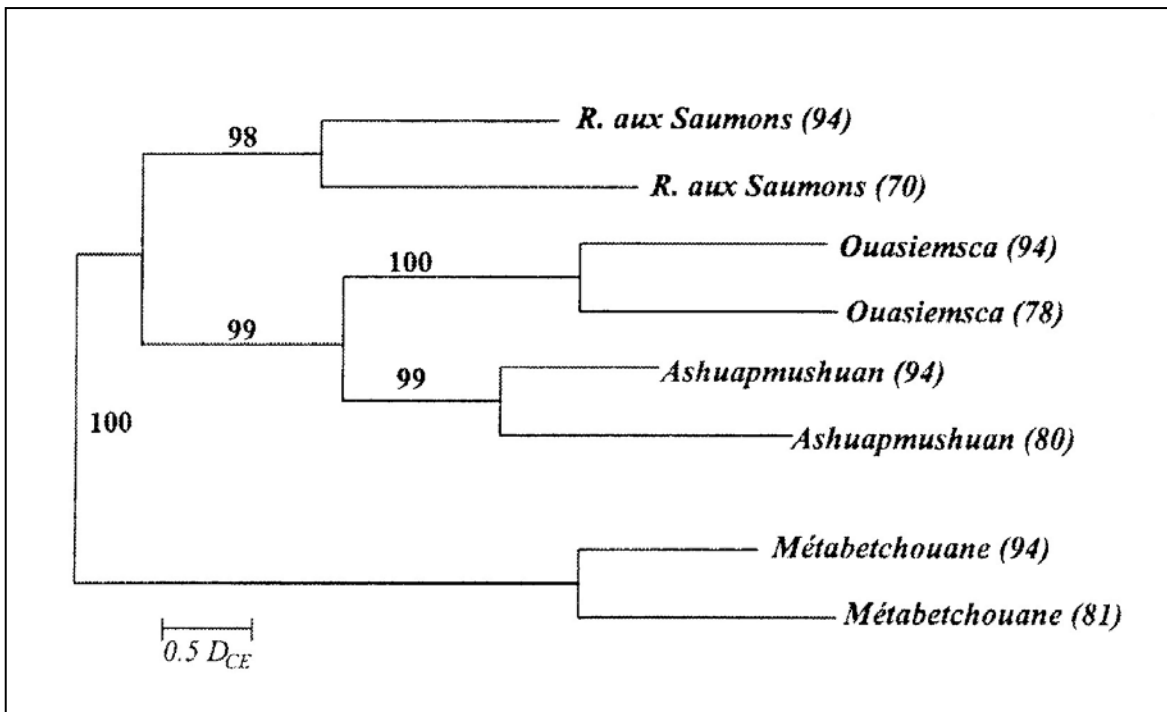 R. aux Saumons (94)
98
R. aux Saumons (70)
Ouasiemsca (94)
100
Ouasiemsca (78)
99
Ashuapmushuan (94)
99
Ashuapmushuan (80)
100
Métabetchouane (94)
Métabetchouane (81)
0.5 D_CE